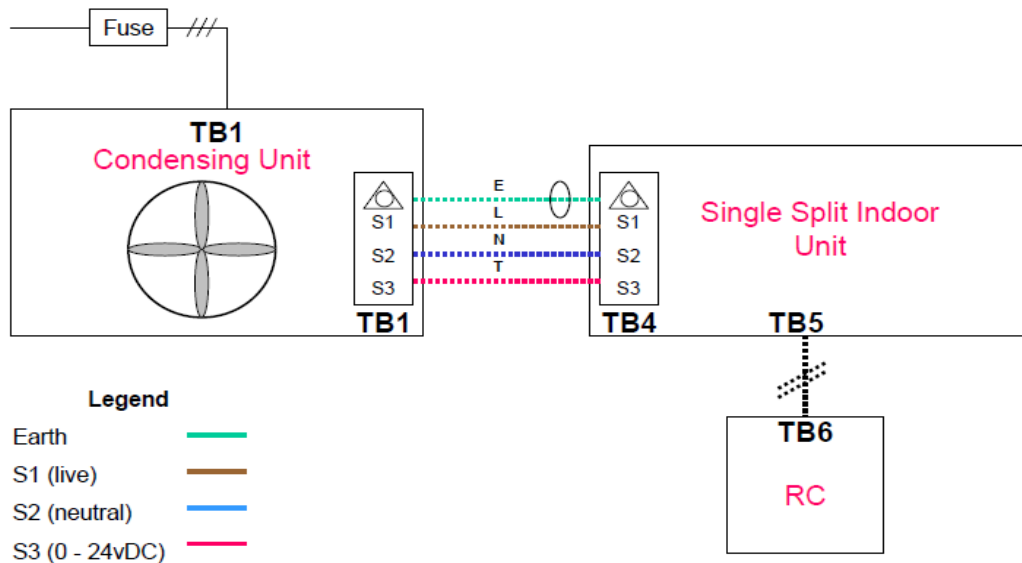 Fuse
TB1
Condensing Unit
S1
S2
S3
TB1
E
L
N
T
S1
S2
S3
TB4
Single Split Indoor
Unit
TB5
TB6
RC
Legend
Earth
S1 (live)
S2 (neutral)
S3 (0 - 24vDC)